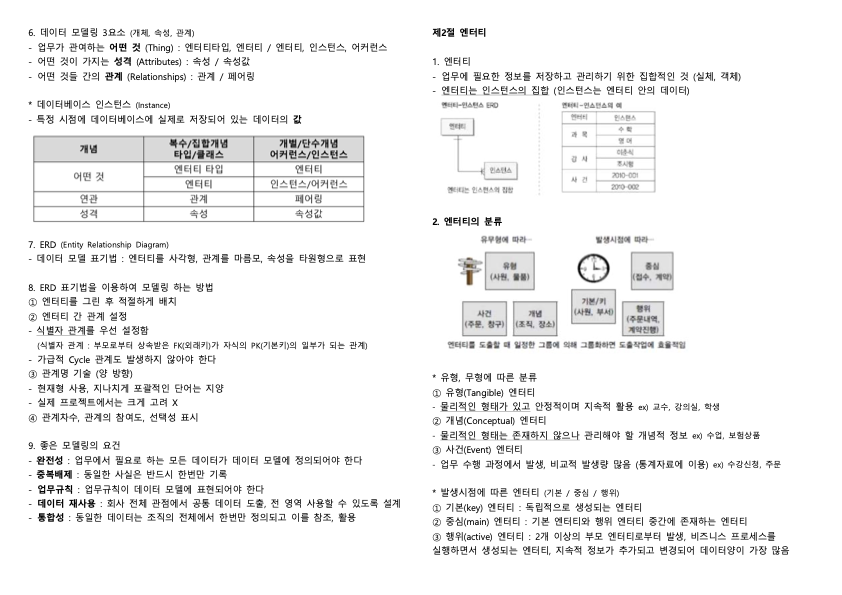 6. 데이터 모델링 3요소 (개체, 속성, 관계)
- 업무가 관여하는 어떤 것 (Thing) : 엔터티타입, 엔터티 / 엔터티, 인스턴스, 어커런스
- 어떤 것이 가지는 성격 (Attributes) : 속성 / 속성값
- 어떤 것들 간의 관계 (Relationships) : 관계 / 페어링
* 데이터베이스 인스턴스 (Instance)
- 특정 시점에 데이터베이스에 실제로 저장되어 있는 데이터의 값
개념 복수/집합개념 타입/클래스 개별/단수개념 어커런스/인스턴스
어떤 것 엔터티 타입 엔터티
엔터티 인스턴스/어커런스
연관 관계 페어링
성격 속성 속성값
7. ERD (Entity Relationship Diagram)
- 데이터 모델 표기법 : 엔터티를 사각형, 관계를 마름모, 속성을 타원형으로 표현
8. ERD 표기법을 이용하여 모델링 하는 방법
① 엔터티를 그린 후 적절하게 배치
② 엔터티 간 관계 설정
- 식별자 관계를 우선 설정함
(식별자 관계 : 부모로부터 상속받은 FK(외래키)가 자식의 PK(기본키)의 일부가 되는 관계)
- 가급적 Cycle 관계도 발생하지 않아야 한다
③ 관계명 기술 (양 방향)
- 현재형 사용, 지나치게 포괄적인 단어는 지양
- 실제 프로젝트에서는 크게 고려 X
④ 관계차수, 관계의 참여도, 선택성 표시
9. 좋은 모델링의 요건
- 완전성 : 업무에서 필요로 하는 모든 데이터가 데이터 모델에 정의되어야 한다
- 중복배제 : 동일한 사실은 반드시 한번만 기록
- 업무규칙 : 업무규칙이 데이터 모델에 표현되어야 한다
- 데이터 재사용 : 회사 전체 관점에서 공통 데이터 도출, 전 영역 사용할 수 있도록 설계
- 통합성 : 동일한 데이터는 조직의 전체에서 한번만 정의되고 이를 참조, 활용
제2절 엔터티
1. 엔터티
- 업무에 필요한 정보를 저장하고 관리하기 위한 집합적인 것 (실체, 객체)
- 엔터티는 인스턴스의 집합 (인스턴스는 엔터티 안의 데이터)
엔터티-인스턴스 ERD
엔터티
인스턴스
엔터티는 인스턴스의 집합
엔터티-인스턴스의 예
엔터티 인스턴스
과 목 수 학
영 어
강 사 이춘식
조시형
사 건 2010-001
2010-002
2. 엔터티의 분류
유무형에 따라…
유형
(사원, 물품)
사건
(주문, 청구)
개념
(조직, 장소)
발생시점에 따라…
중심
(접수, 계약)
기본/키
(사원, 부서)
행위
(주문내역,
계약진행)
엔터티를 도출할 때 일정한 그룹에 의해 그룹화하면 도출작업에 효율적임
* 유형, 무형에 따른 분류
① 유형(Tangible) 엔터티
- 물리적인 형태가 있고 안정적이며 지속적 활용 ex) 교수, 강의실, 학생
② 개념(Conceptual) 엔터티
- 물리적인 형태는 존재하지 않으나 관리해야 할 개념적 정보 ex) 수업, 보험상품
③ 사건(Event) 엔터티
- 업무 수행 과정에서 발생, 비교적 발생량 많음 (통계자료에 이용) ex) 수강신청, 주문
* 발생시점에 따른 엔터티 (기본 / 중심 / 행위)
① 기본(key) 엔터티 : 독립적으로 생성되는 엔터티
② 중심(main) 엔터티 : 기본 엔터티와 행위 엔터티 중간에 존재하는 엔터티
③ 행위(active) 엔터티 : 2개 이상의 부모 엔터티로부터 발생, 비즈니스 프로세스를
실행하면서 생성되는 엔터티, 지속적 정보가 추가되고 변경되어 데이터양이 가장 많음